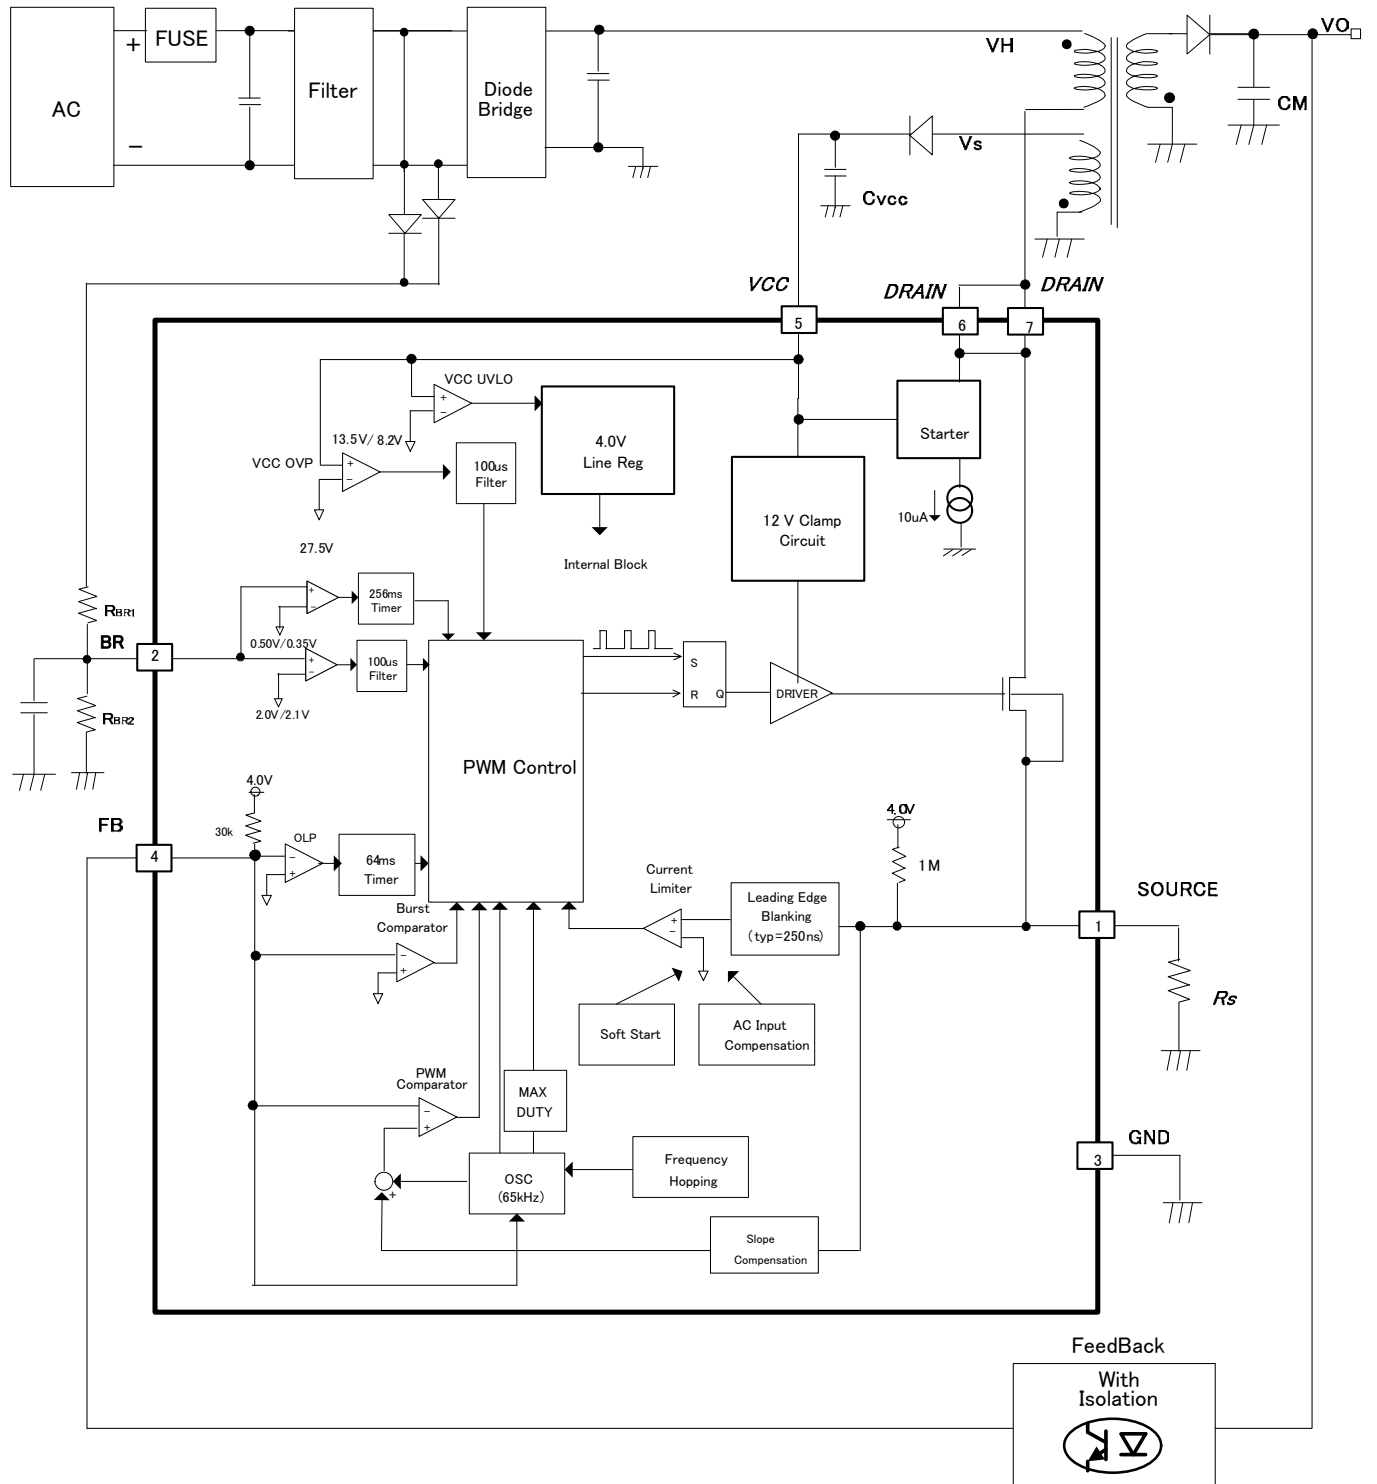 AC
+
−
FUSE
Filter
Diode
Bridge
VH
VO
CM
Vs
Cvcc
VCC
DRAIN
DRAIN
5
6
7
VCC UVLO
+
−
13.5V/ 8.2V
4.0V
Line Reg
Internal Block
VCC OVP
+
−
27.5V
100us
Filter
Starter
10uA
12 V Clamp
Circuit
RBR1
BR
2
RBR2
+
−
0.50V/0.35V
256ms
Timer
+
−
2.0V/2.1V
100us
Filter
PWM Control
S
R
Q
DRIVER
4.0V
30k
FB
4
OLP
−
+
64ms
Timer
Burst
Comparator
−
+
Current
Limiter
+
−
Leading Edge
Blanking
(typ=250ns)
4.0V
1M
SOURCE
1
Rs
Soft Start
AC Input
Compensation
PWM
Comparator
−
+
MAX
DUTY
+
OSC
(65kHz)
Frequency
Hopping
Slope
Compensation
GND
3
FeedBack
With
Isolation